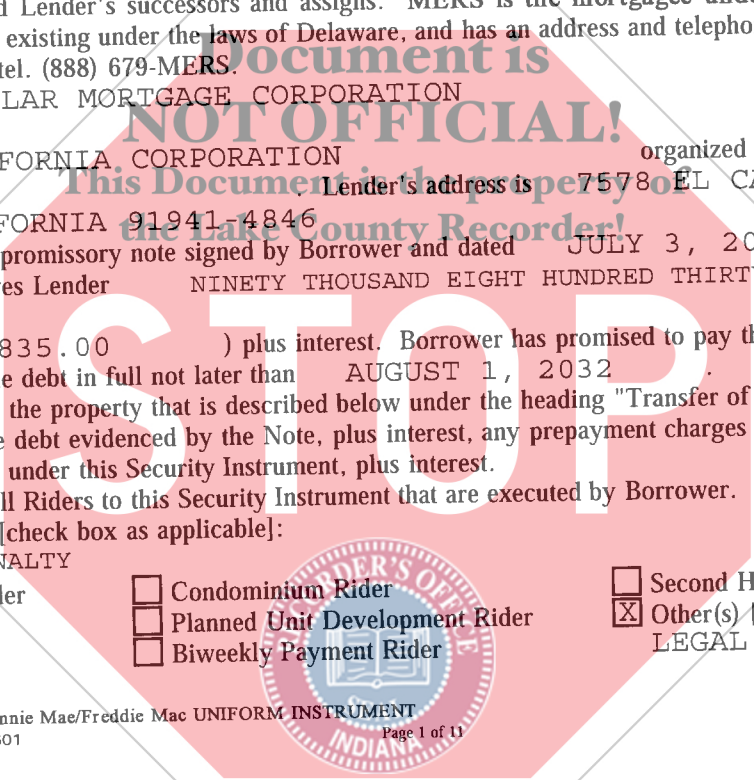 d Lender's successors and assigns. MERS is the mortgagee und
existing under the laws of Delaware, and has an address and telepho
tel. (888) 679-MERS.
Document is
LAR MORTGAGE CORPORATION
NOT OFFICIAL!
FORNIA CORPORATION organized
This Document is the property of
. Lender's address is 7578 EL CA
FORNIA 91941-4846
the Lake County Recorder!
promissory note signed by Borrower and dated JULY 3, 20
es Lender NINETY THOUSAND EIGHT HUNDRED THIRTY
STOP
835.00 ) plus interest. Borrower has promised to pay th
e debt in full not later than AUGUST 1, 2032 .
the property that is described below under the heading "Transfer of
e debt evidenced by the Note, plus interest, any prepayment charges
under this Security Instrument, plus interest.
ll Riders to this Security Instrument that are executed by Borrower.
[check box as applicable]:
NALTY
der Condominium Rider Second H
Planned Unit Development Rider X Other(s) [
Biweekly Payment Rider LEGAL
RECORDER'S OFFICE
SEAL
INDIANA
nnie Mae/Freddie Mac UNIFORM INSTRUMENT
601 Page 1 of 11